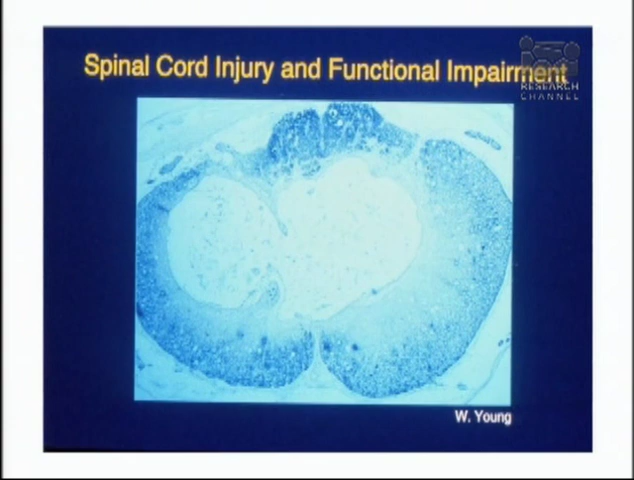 Spinal Cord Injury and Functional Impairment
RESEARCH
CHANNEL
W. Young